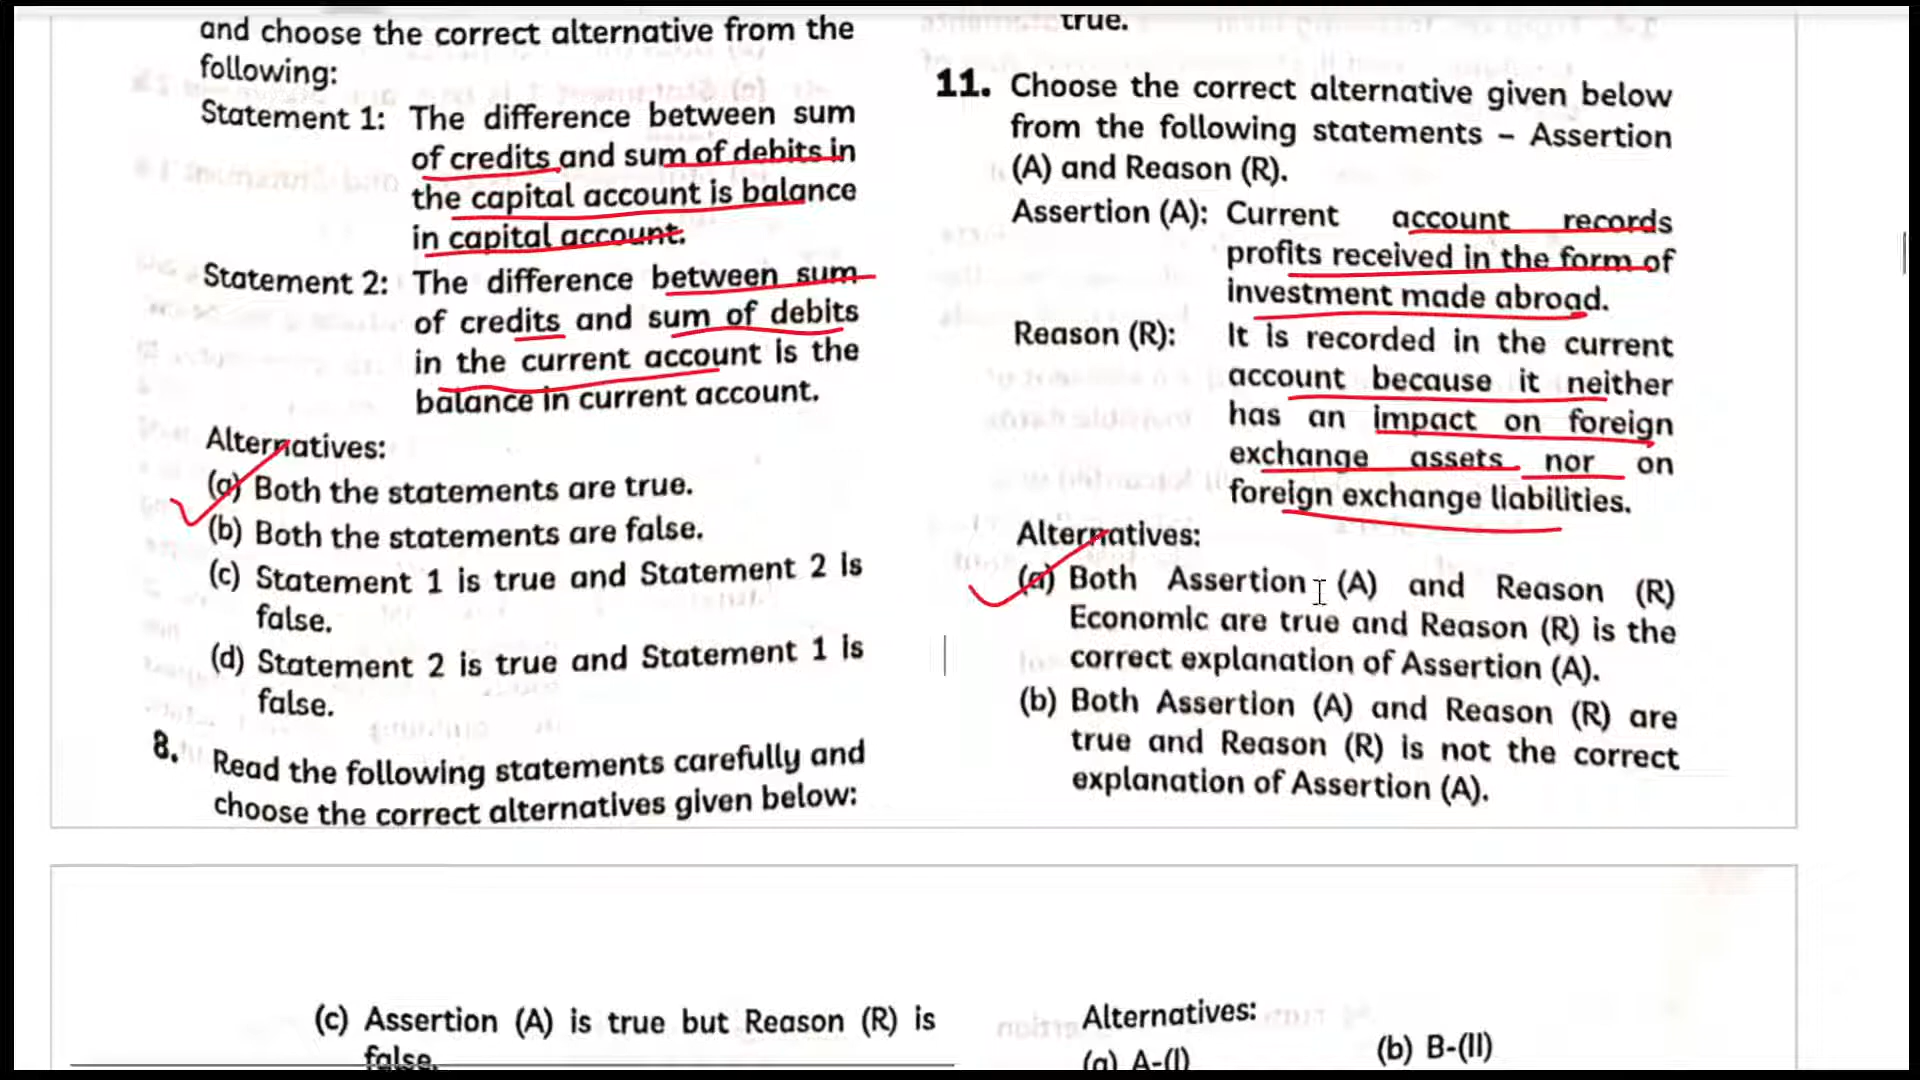 and choose the correct alternative from the
following:
Statement 1: The difference between sum
of credits and sum of debits in
the capital account is balance
in capital account.
Statement 2: The difference between sum
of credits and sum of debits
in the current account is the
balance in current account.
Alternatives:
(a) Both the statements are true.
(b) Both the statements are false.
(c) Statement 1 is true and Statement 2 is
false.
(d) Statement 2 is true and Statement 1 is
false.
8. Read the following statements carefully and
choose the correct alternatives given below:
true.
11. Choose the correct alternative given below
from the following statements – Assertion
(A) and Reason (R).
Assertion (A): Current account records
profits received in the form of
investment made abroad.
Reason (R): It is recorded in the current
account because it neither
has an impact on foreign
exchange assets nor on
foreign exchange liabilities.
Alternatives:
(a) Both Assertion (A) and Reason (R)
Economic are true and Reason (R) is the
correct explanation of Assertion (A).
(b) Both Assertion (A) and Reason (R) are
true and Reason (R) is not the correct
explanation of Assertion (A).
(c) Assertion (A) is true but Reason (R) is
false.
Alternatives:
(a) A-(I) (b) B-(II)